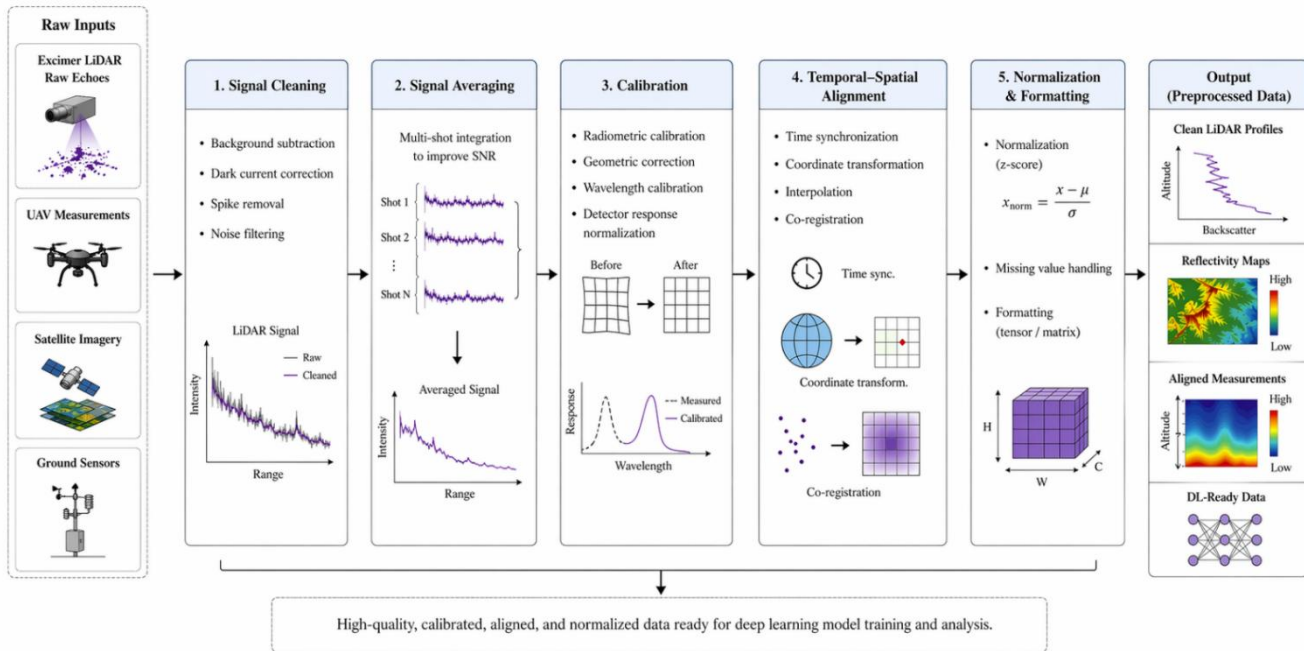 Raw Inputs
Excimer LiDAR
Raw Echoes
UAV Measurements
Satellite Imagery
Ground Sensors
1. Signal Cleaning
• Background subtraction
• Dark current correction
• Spike removal
• Noise filtering
LiDAR Signal
Raw
Cleaned
Intensity
Range
2. Signal Averaging
Multi-shot integration
to improve SNR
Shot 1
Shot 2
⋮
Shot N
Averaged Signal
Intensity
Range
3. Calibration
• Radiometric calibration
• Geometric correction
• Wavelength calibration
• Detector response
normalization
Before
After
Measured
Calibrated
Response
Wavelength
4. Temporal–Spatial
Alignment
• Time synchronization
• Coordinate transformation
• Interpolation
• Co-registration
Time sync.
Coordinate transform.
Co-registration
5. Normalization
& Formatting
• Normalization
(z-score)
x_norm = (x − μ) / σ
• Missing value handling
• Formatting
(tensor / matrix)
H
W
C
Output
(Preprocessed Data)
Clean LiDAR Profiles
Altitude
Backscatter
Reflectivity Maps
High
Low
Aligned Measurements
Altitude
High
Low
DL-Ready Data
High-quality, calibrated, aligned, and normalized data ready for deep learning model training and analysis.